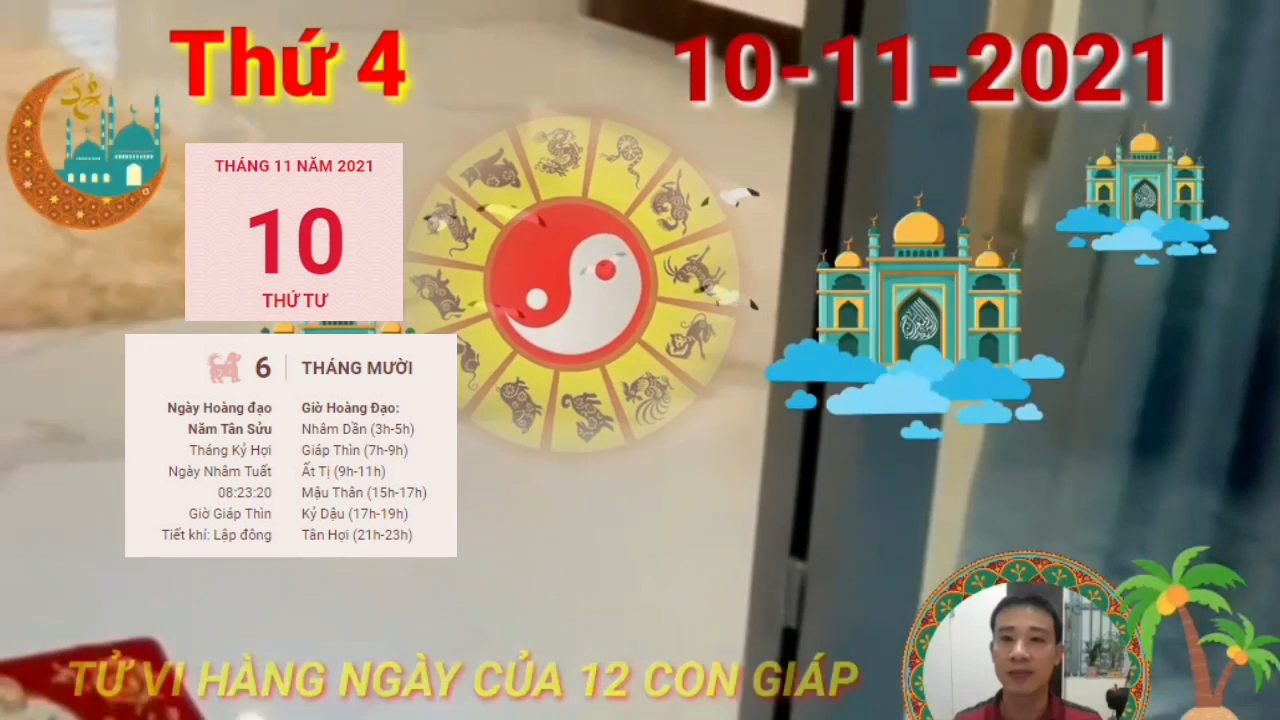 Thứ 4
10-11-2021
THÁNG 11 NĂM 2021
10
THỨ TƯ
6 THÁNG MƯỜI
Ngày Hoàng đạo
Năm Tân Sửu
Tháng Kỷ Hợi
Ngày Nhâm Tuất
08:23:20
Giờ Giáp Thìn
Tiết khí: Lập đông
Giờ Hoàng Đạo:
Nhâm Dần (3h-5h)
Giáp Thìn (7h-9h)
Ất Tị (9h-11h)
Mậu Thân (15h-17h)
Kỷ Dậu (17h-19h)
Tân Hợi (21h-23h)
TỬ VI HÀNG NGÀY CỦA 12 CON GIÁP